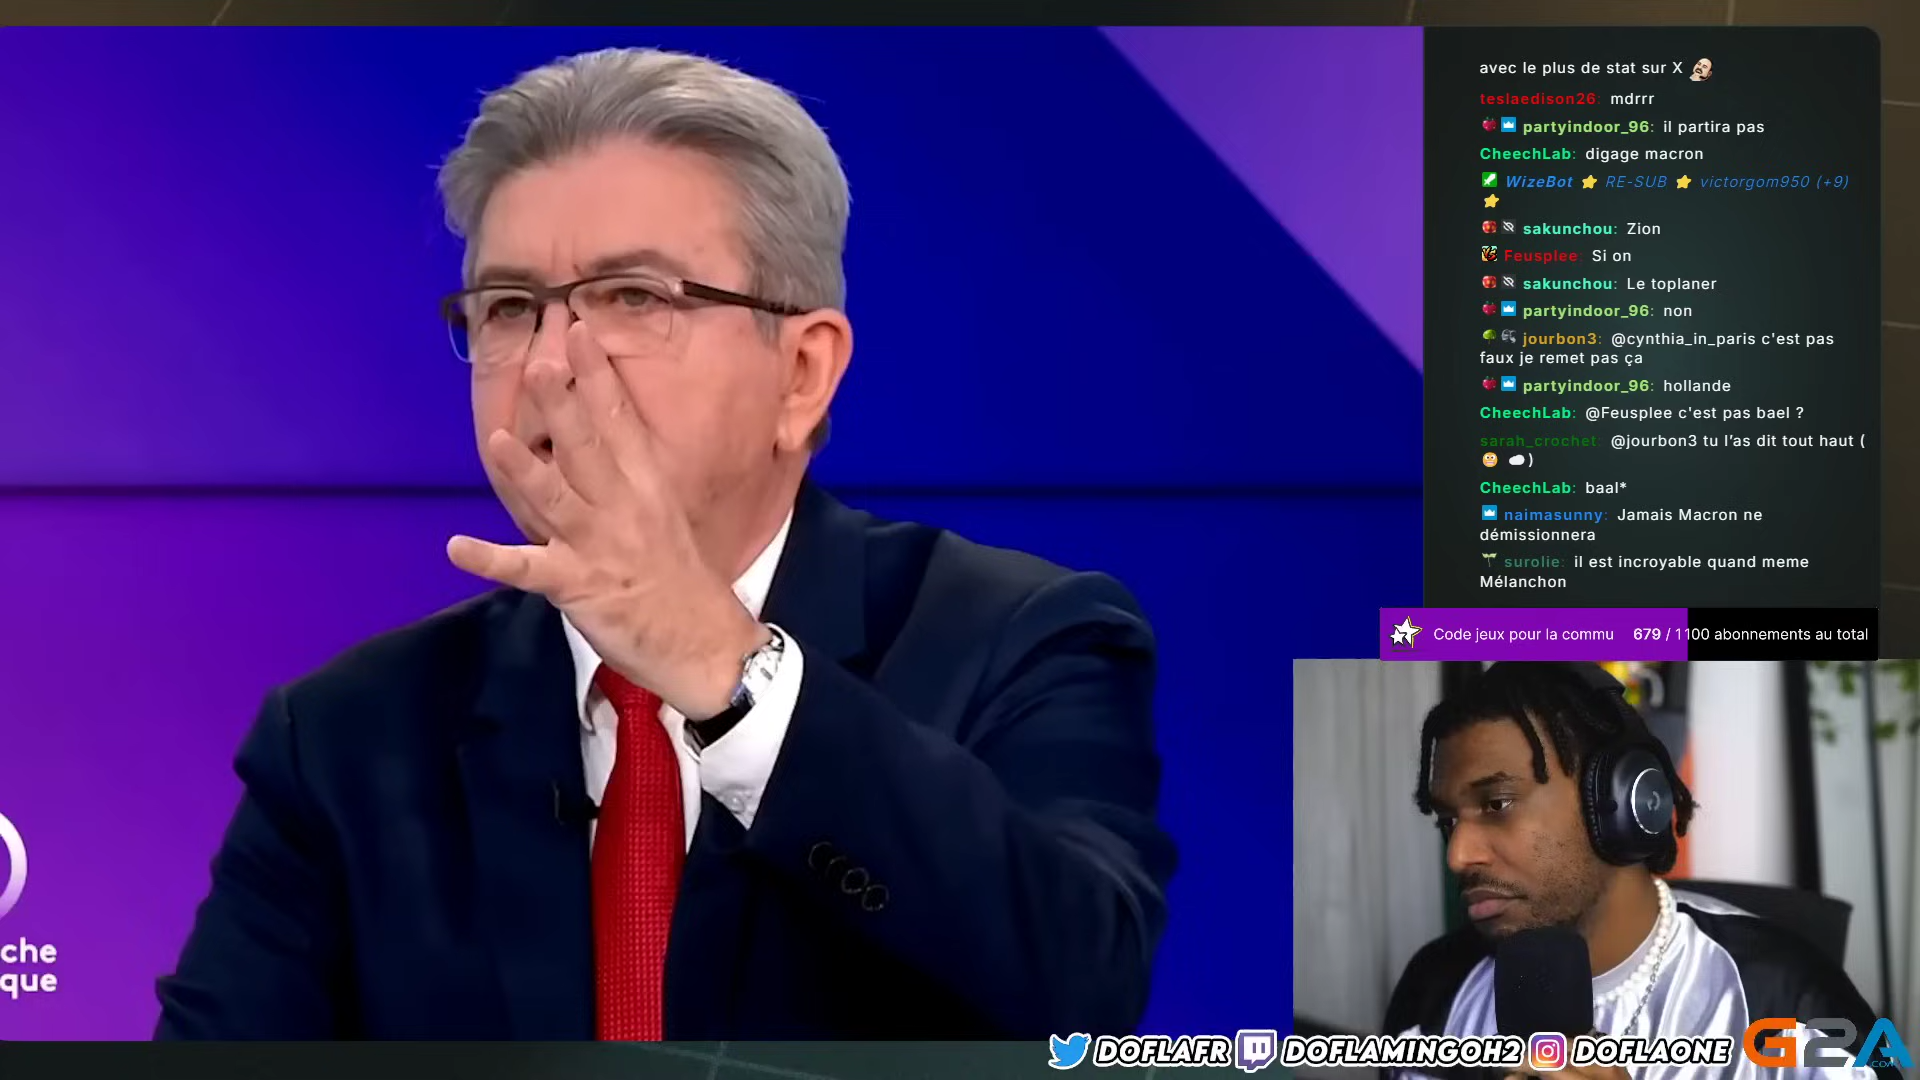 avec le plus de stat sur X
teslaedison26: mdrrr
partyindoor_96: il partira pas
CheechLab: digage macron
WizeBot RE-SUB victorgom950 (+9)
sakunchou: Zion
Feusplee: Si on
sakunchou: Le toplaner
partyindoor_96: non
jourbon3: @cynthia_in_paris c'est pas
faux je remet pas ça
partyindoor_96: hollande
CheechLab: @Feusplee c'est pas bael ?
sarah_crochet: @jourbon3 tu l'as dit tout haut (
)
CheechLab: baal*
naimasunny: Jamais Macron ne
démissionnera
surolie: il est incroyable quand meme
Mélanchon
Code jeux pour la commu 679 / 1100 abonnements au total
che
que
DOFLAFR DOFLAMINGOH2 DOFLAONE G2A
.COM